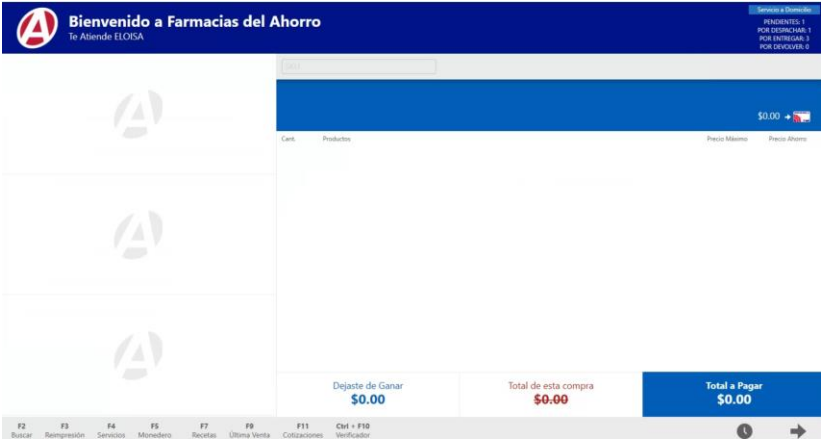 Bienvenido a Farmacias del Ahorro
Te Atiende ELOISA
Servicio a Domicilio
PENDIENTES: 1
POR DESPACHAR: 1
POR ENTREGAR: 3
POR DEVOLVER: 0
SKU
$0.00
Cant. Productos Precio Máximo Precio Ahorro
Dejaste de Ganar
$0.00
Total de esta compra
$0.00
Total a Pagar
$0.00
F2 F3 F4 F5 F7 F9 F11 Ctrl + F10
Buscar Reimpresión Servicios Monedero Recetas Última Venta Cotizaciones Verificador